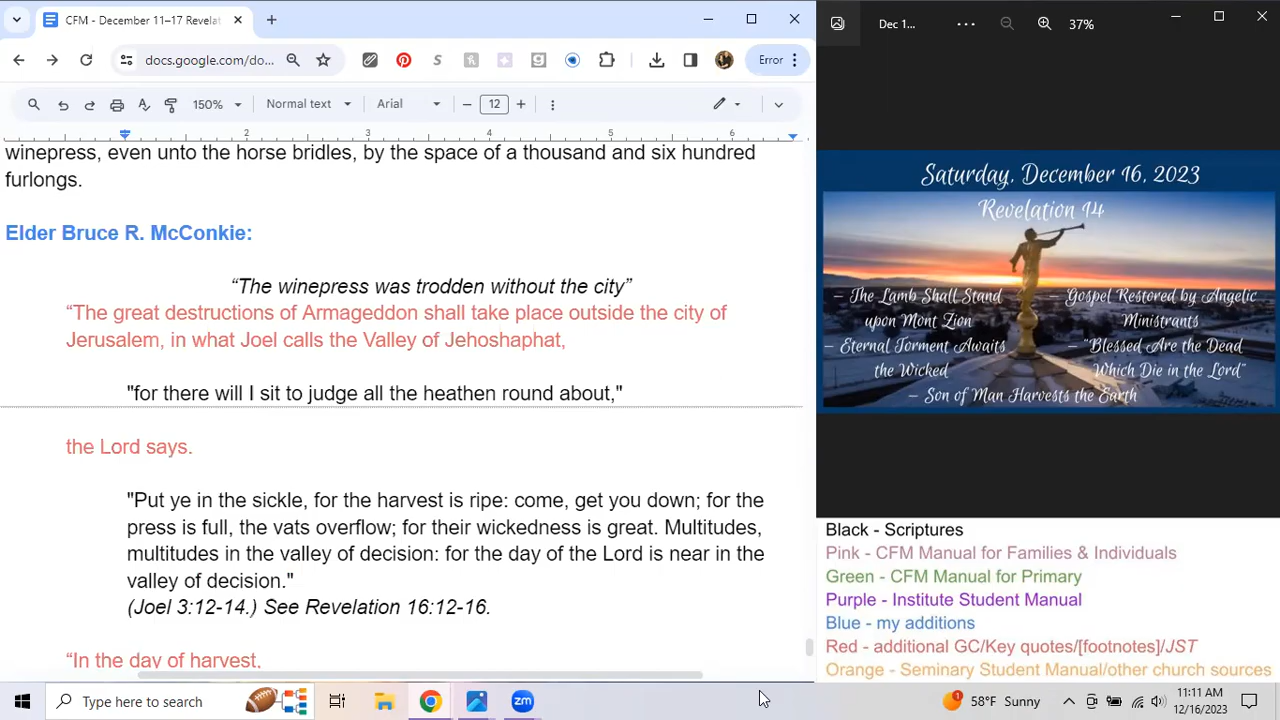 CFM - December 11–17 Revelat
Dec 1...
37%
docs.google.com/do...
Error
150%
Normal text
Arial
12
2
3
4
5
6
winepress, even unto the horse bridles, by the space of a thousand and six hundred
furlongs.
Elder Bruce R. McConkie:
“The winepress was trodden without the city”
“The great destructions of Armageddon shall take place outside the city of
Jerusalem, in what Joel calls the Valley of Jehoshaphat,
"for there will I sit to judge all the heathen round about,"
the Lord says.
"Put ye in the sickle, for the harvest is ripe: come, get you down; for the
press is full, the vats overflow; for their wickedness is great. Multitudes,
multitudes in the valley of decision: for the day of the Lord is near in the
valley of decision."
(Joel 3:12-14.) See Revelation 16:12-16.
“In the day of harvest,
Saturday, December 16, 2023
Revelation 14
– The Lamb Shall Stand
upon Mont Zion
– Eternal Torment Awaits
the Wicked
– Gospel Restored by Angelic
Ministrants
– "Blessed Are the Dead
Which Die in the Lord"
– Son of Man Harvests the Earth
Black - Scriptures
Pink - CFM Manual for Families & Individuals
Green - CFM Manual for Primary
Purple - Institute Student Manual
Blue - my additions
Red - additional GC/Key quotes/[footnotes]/JST
Orange - Seminary Student Manual/other church sources
Type here to search
zm
1
58°F Sunny
11:11 AM
12/16/2023